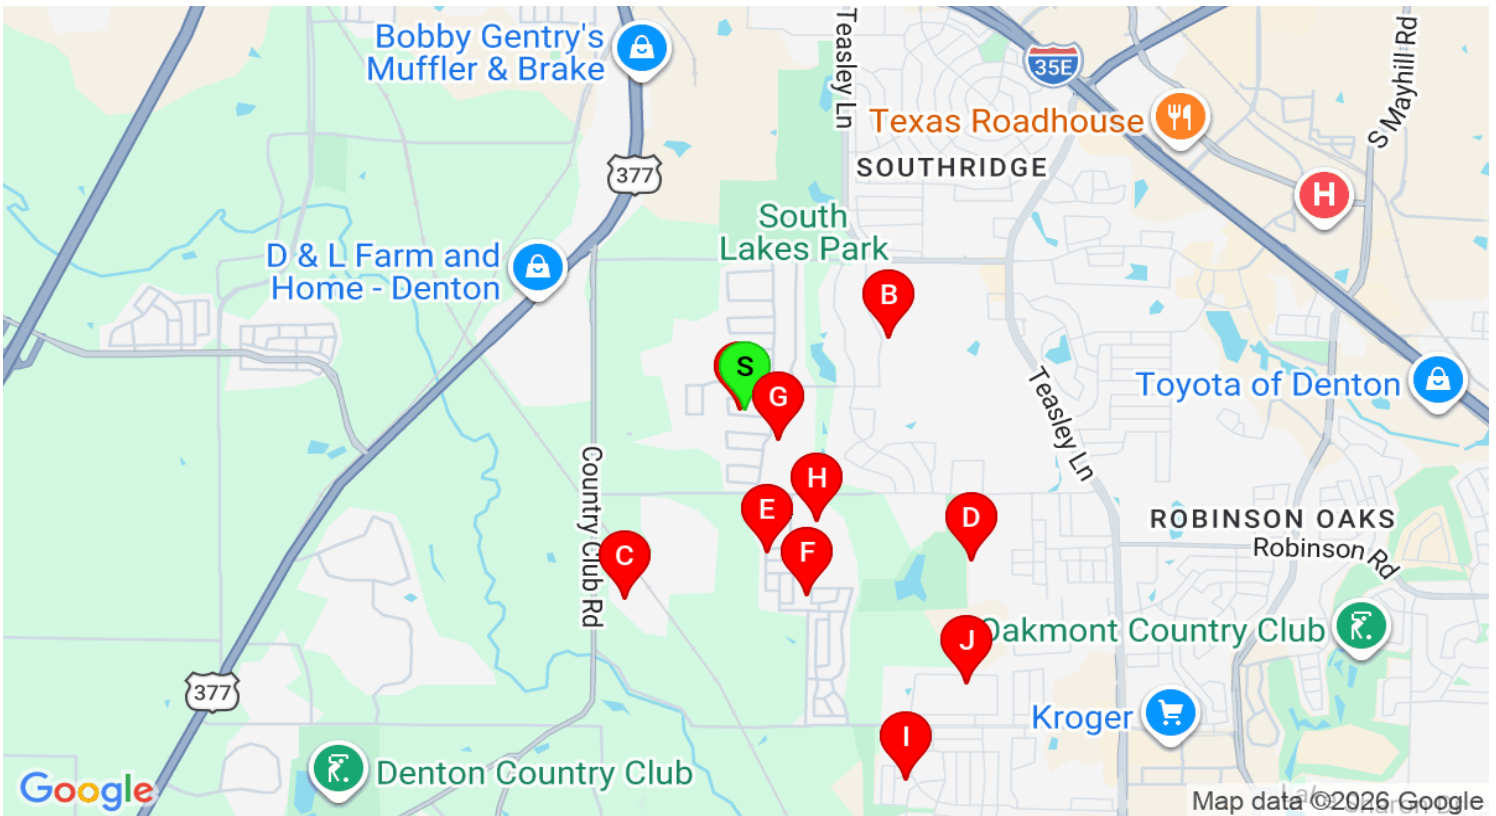 Bobby Gentry's
Muffler & Brake
Teasley Ln
35E
S Mayhill Rd
Texas Roadhouse
SOUTHRIDGE
377
H
South
Lakes Park
D & L Farm and
Home - Denton
B
S
G
Toyota of Denton
Teasley Ln
Country Club Rd
H
E
D
ROBINSON OAKS
Robinson Rd
F
C
J
Oakmont Country Club
377
Kroger
I
Denton Country Club
Google
Map data ©2026 Google